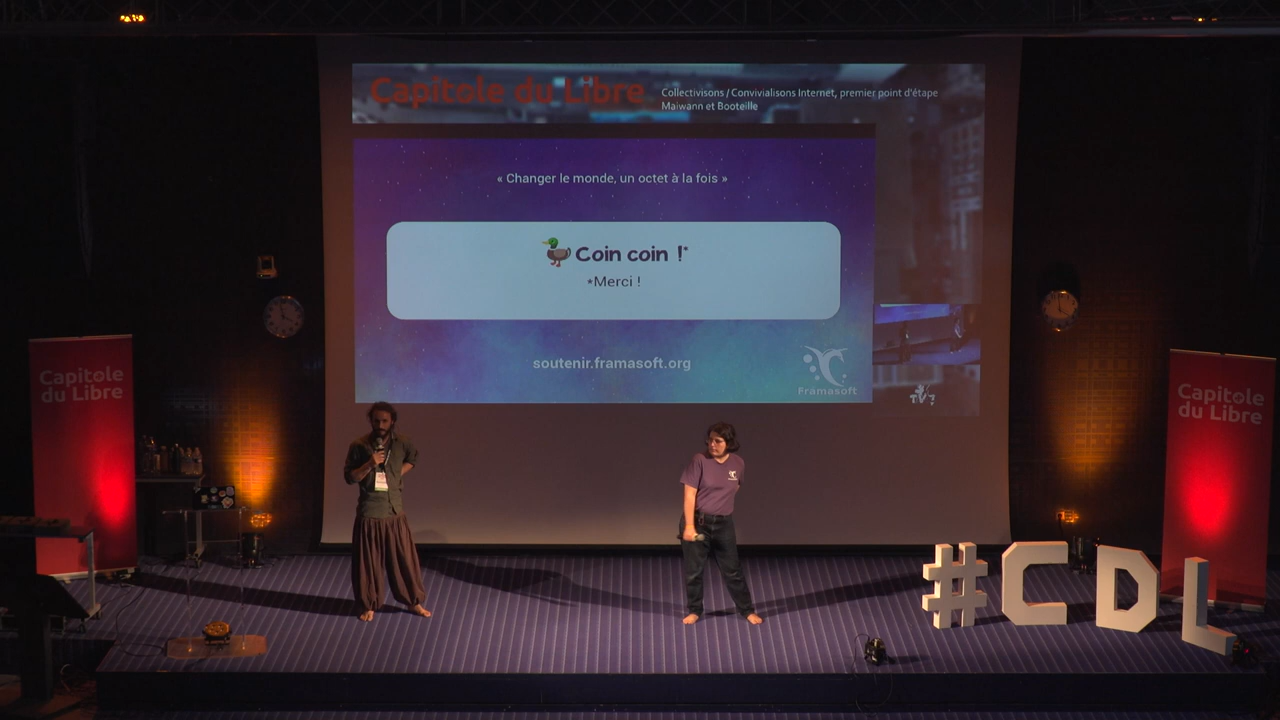 Capitole du Libre
Collectivisons / Convivialisons Internet, premier point d'étape
Maiwann et Booteille
« Changer le monde, un octet à la fois »
Coin coin !*
*Merci !
soutenir.framasoft.org
Framasoft
Capitole
du Libre
Capitole
du Libre
#CDL